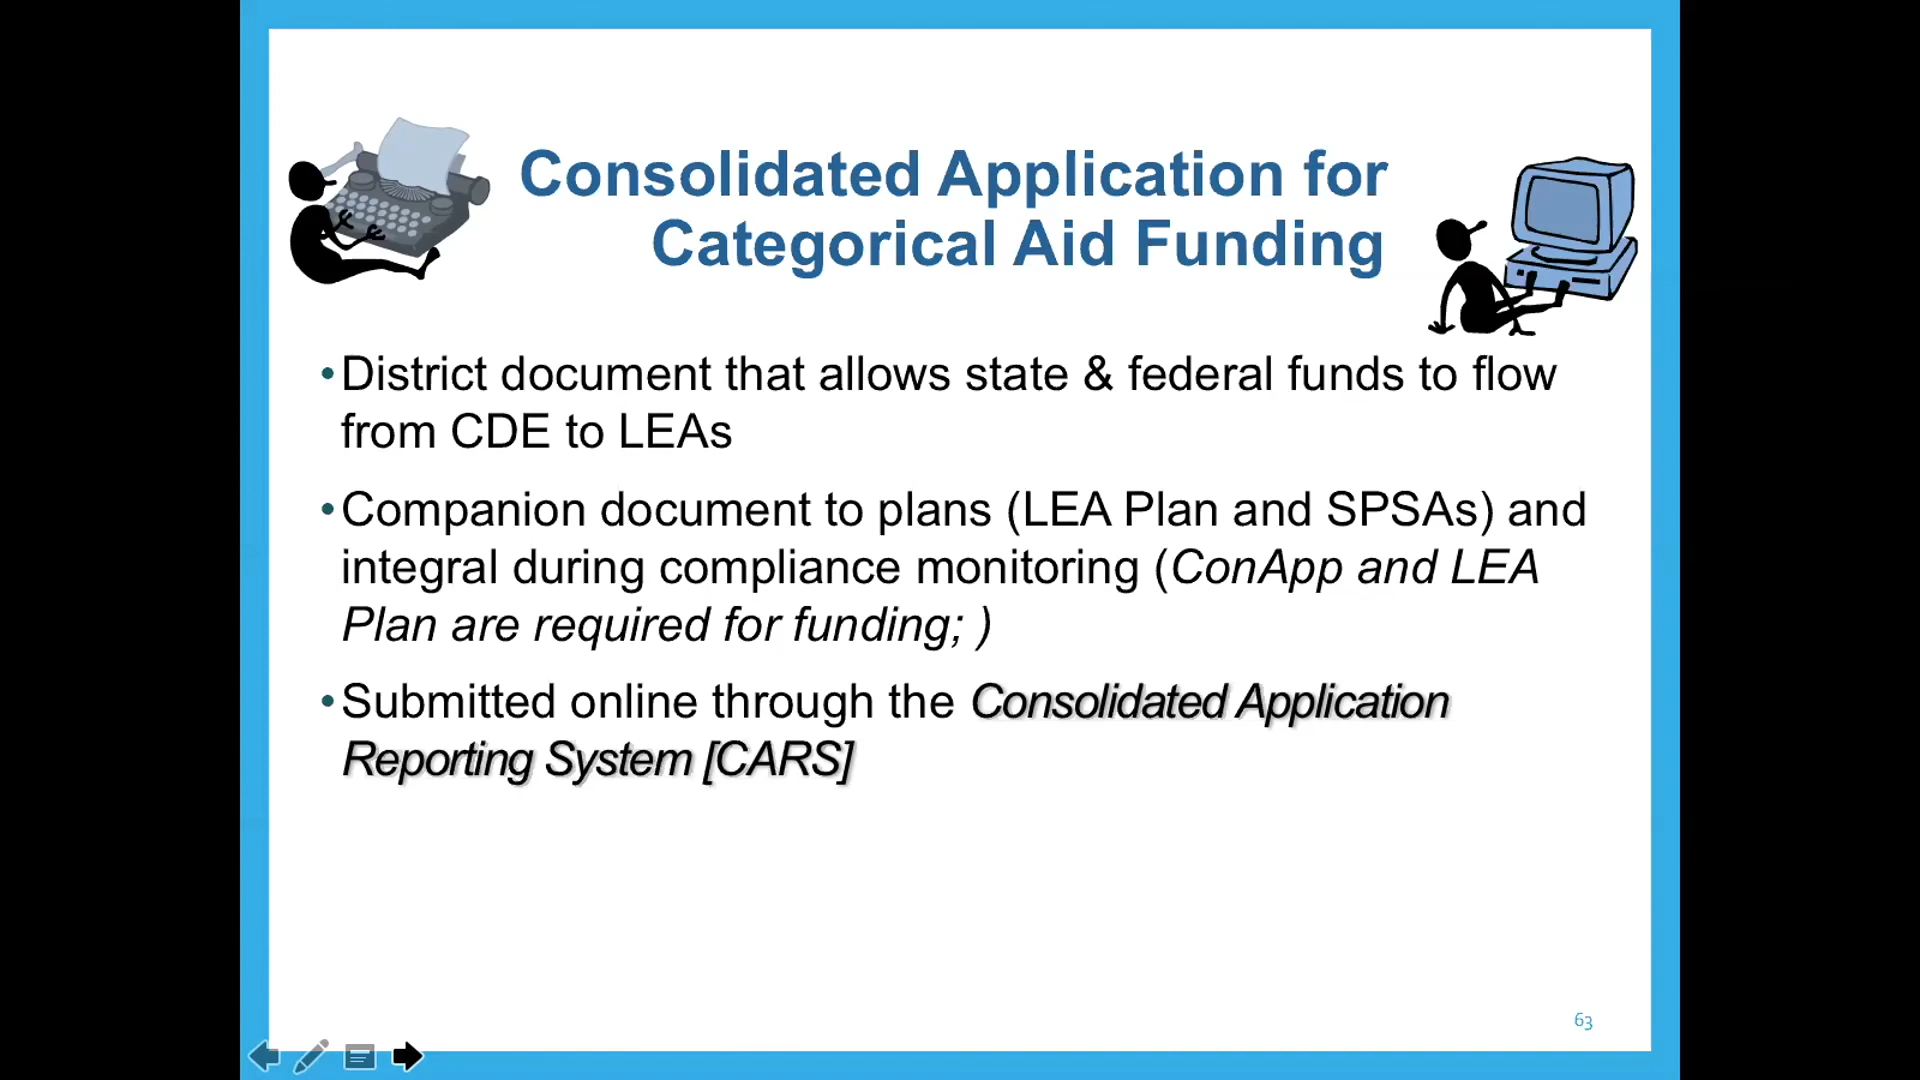 Consolidated Application for
Categorical Aid Funding
•District document that allows state & federal funds to flow
from CDE to LEAs
•Companion document to plans (LEA Plan and SPSAs) and
integral during compliance monitoring (ConApp and LEA
Plan are required for funding; )
•Submitted online through the Consolidated Application
Reporting System [CARS]
63